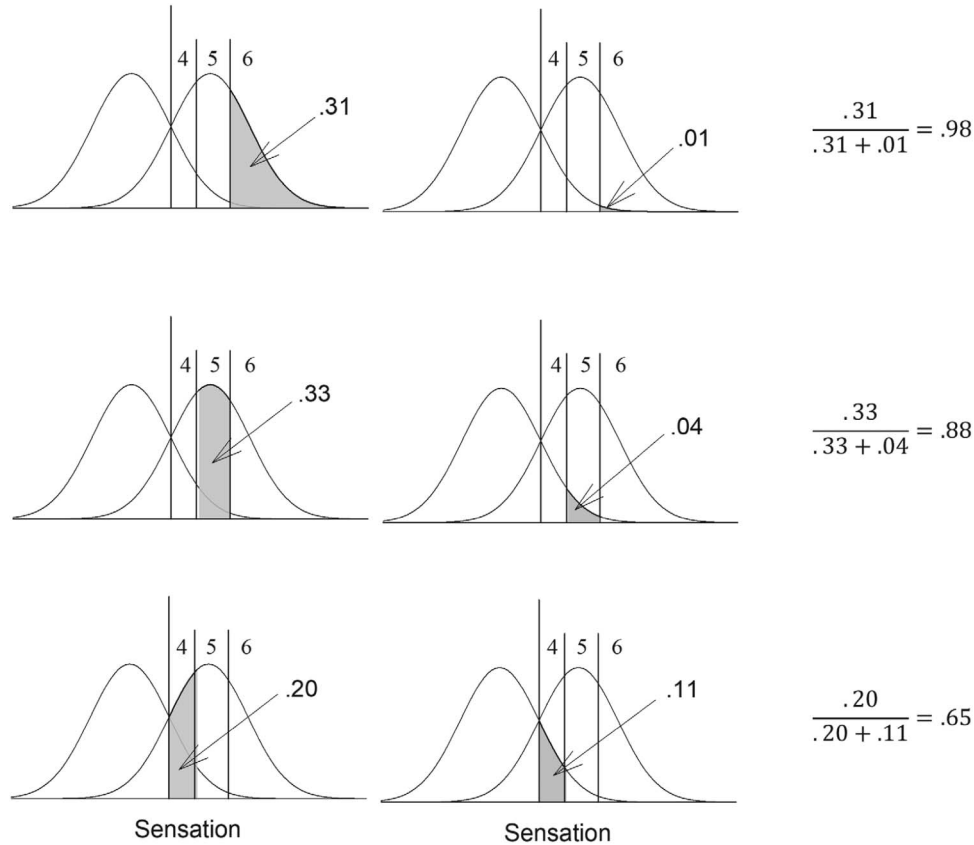 4 5 6
.31
4 5 6
.01
.31
.31 + .01 = .98
4 5 6
.33
4 5 6
.04
.33
.33 + .04 = .88
4 5 6
.20
4 5 6
.11
.20
.20 + .11 = .65
Sensation
Sensation